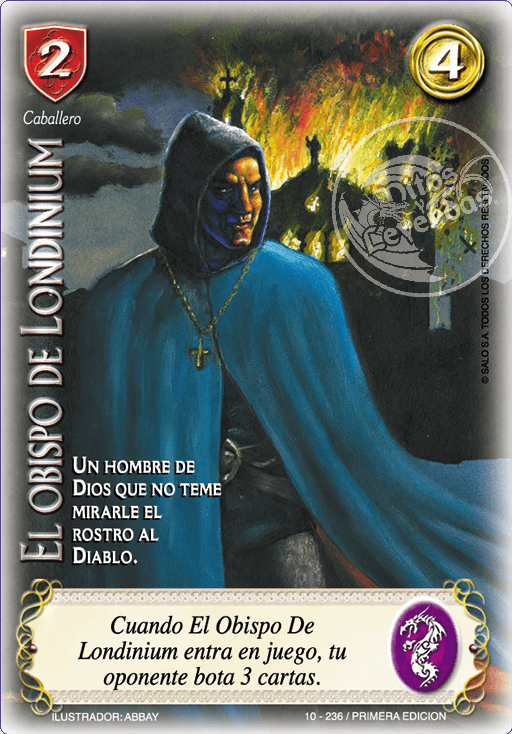 2
4
Caballero
EL OBISPO DE LONDINIUM
Mitos y Leyendas
© SALO S.A. TODOS LOS DERECHOS RESERVADOS
UN HOMBRE DE
DIOS QUE NO TEME
MIRARLE EL
ROSTRO AL
DIABLO.
Cuando El Obispo De
Londinium entra en juego, tu
oponente bota 3 cartas.
ILUSTRADOR: ABBAY
10 - 236 / PRIMERA EDICION